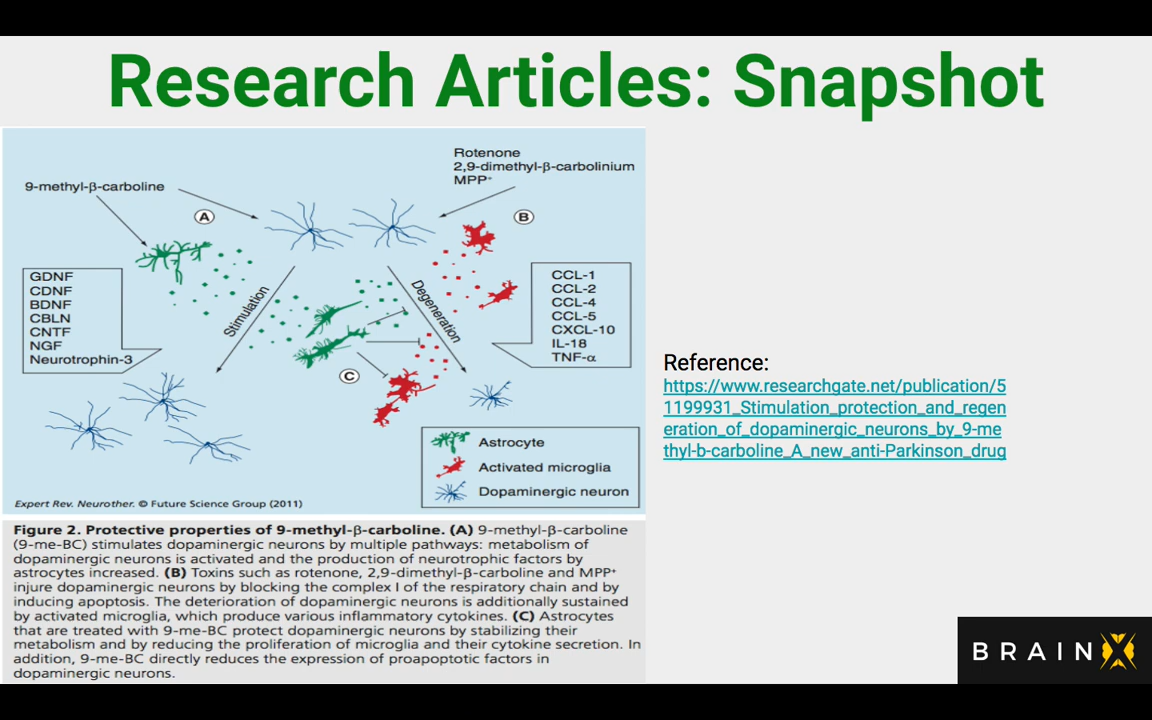 Research Articles: Snapshot
Rotenone
2,9-dimethyl-β-carbolinium
MPP⁺
9-methyl-β-carboline
A
B
GDNF
CDNF
BDNF
CBLN
CNTF
NGF
Neurotrophin-3
Stimulation
Degeneration
CCL-1
CCL-2
CCL-4
CCL-5
CXCL-10
IL-18
TNF-α
C
Astrocyte
Activated microglia
Dopaminergic neuron
Expert Rev. Neurother. © Future Science Group (2011)
Figure 2. Protective properties of 9-methyl-β-carboline. (A) 9-methyl-β-carboline
(9-me-BC) stimulates dopaminergic neurons by multiple pathways: metabolism of
dopaminergic neurons is activated and the production of neurotrophic factors by
astrocytes increased. (B) Toxins such as rotenone, 2,9-dimethyl-β-carboline and MPP⁺
injure dopaminergic neurons by blocking the complex I of the respiratory chain and by
inducing apoptosis. The deterioration of dopaminergic neurons is additionally sustained
by activated microglia, which produce various inflammatory cytokines. (C) Astrocytes
that are treated with 9-me-BC protect dopaminergic neurons by stabilizing their
metabolism and by reducing the proliferation of microglia and their cytokine secretion. In
addition, 9-me-BC directly reduces the expression of proapoptotic factors in
dopaminergic neurons.
Reference:
https://www.researchgate.net/publication/5
1199931_Stimulation_protection_and_regen
eration_of_dopaminergic_neurons_by_9-me
thyl-b-carboline_A_new_anti-Parkinson_drug
BRAINX